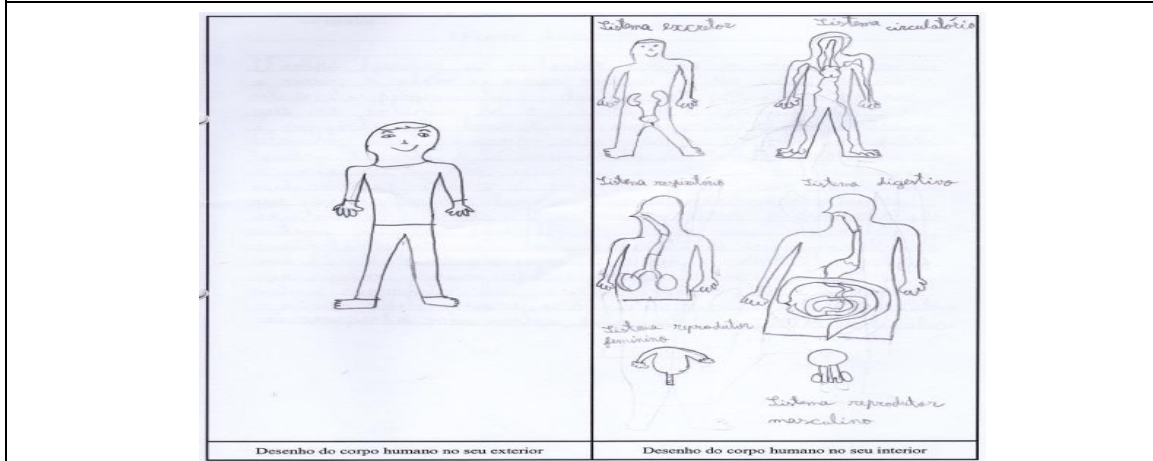 Sistema excretor
Sistema circulatório
Sistema respiratório
Sistema digestivo
Sistema reprodutor
feminino
Sistema reprodutor
masculino
Desenho do corpo humano no seu exterior
Desenho do corpo humano no seu interior